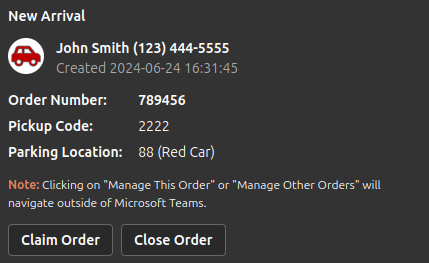 New Arrival
John Smith (123) 444-5555
Created 2024-06-24 16:31:45
Order Number: 789456
Pickup Code: 2222
Parking Location: 88 (Red Car)
Note: Clicking on "Manage This Order" or "Manage Other Orders" will
navigate outside of Microsoft Teams.
Claim Order Close Order